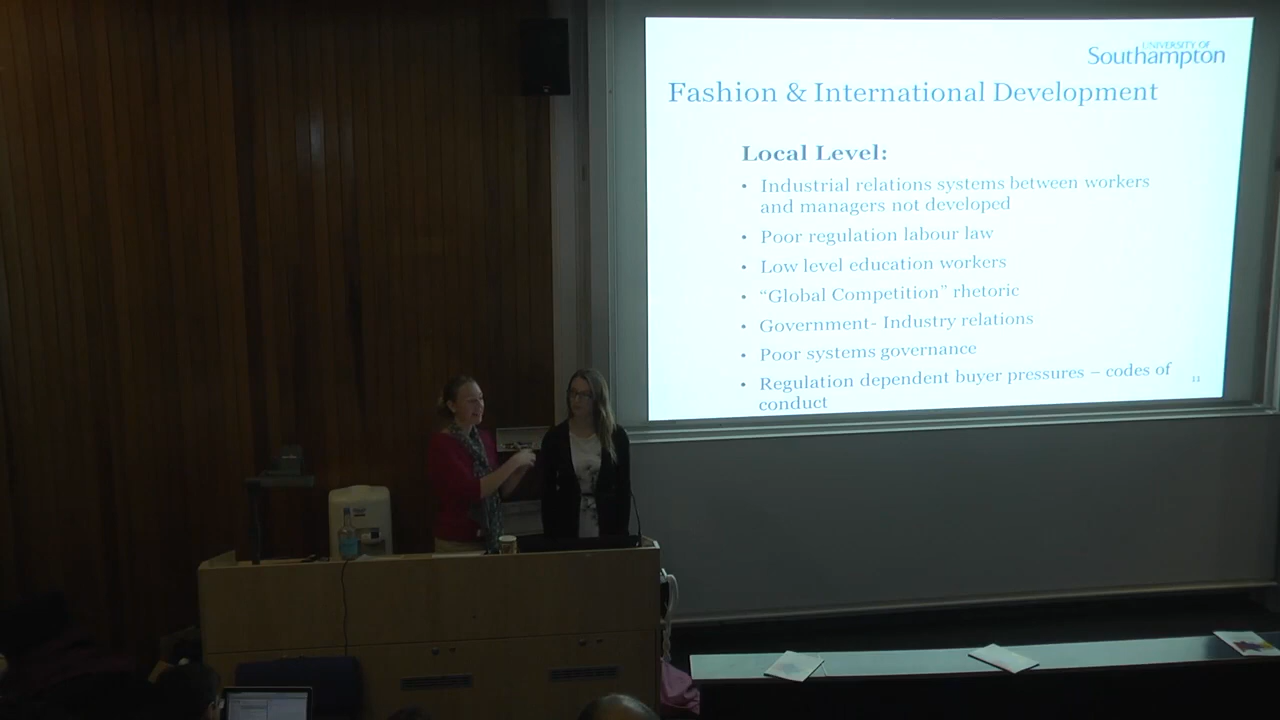 UNIVERSITY OF
Southampton
Fashion & International Development
Local Level:
• Industrial relations systems between workers
and managers not developed
• Poor regulation labour law
• Low level education workers
• “Global Competition” rhetoric
• Government- Industry relations
• Poor systems governance
• Regulation dependent buyer pressures – codes of
conduct
11